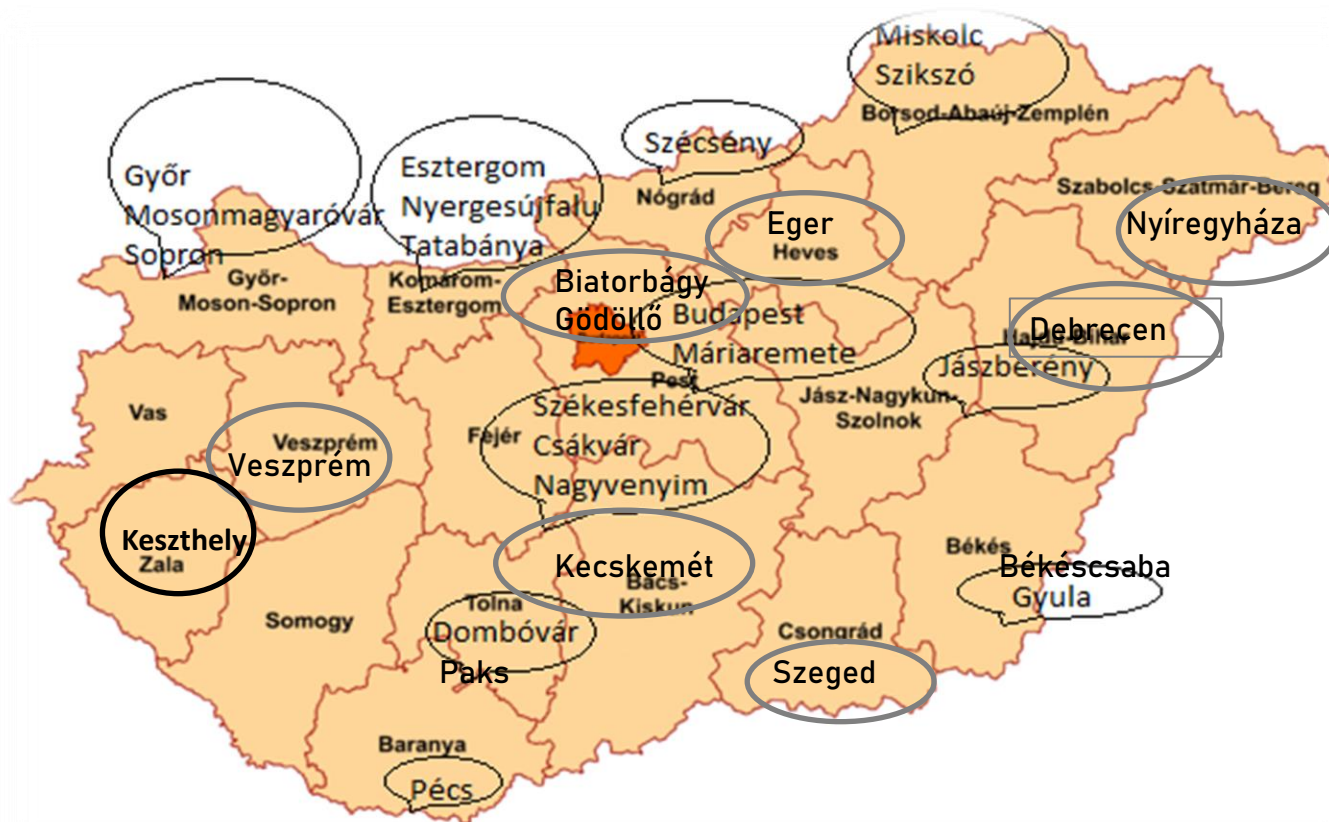 Miskolc
Szikszó
Borsod-Abaúj-Zemplén
Szécsény
Nógrád
Győr
Mosonmagyaróvár
Sopron
Győr-
Moson-Sopron
Esztergom
Nyergesújfalu
Tatabánya
Komárom-
Esztergom
Szabolcs-Szatmár-Bereg
Nyíregyháza
Eger
Heves
Biatorbágy
Gödöllő
Budapest
Máriaremete
Pest
Debrecen
Hajdú-Bihar
Jászberény
Jász-Nagykun-
Szolnok
Vas
Veszprém
Veszprém
Fejér
Székesfehérvár
Csákvár
Nagyvenyim
Keszthely
Zala
Kecskemét
Bács-
Kiskun
Békés
Békéscsaba
Gyula
Somogy
Tolna
Dombóvár
Paks
Csongrád
Szeged
Baranya
Pécs